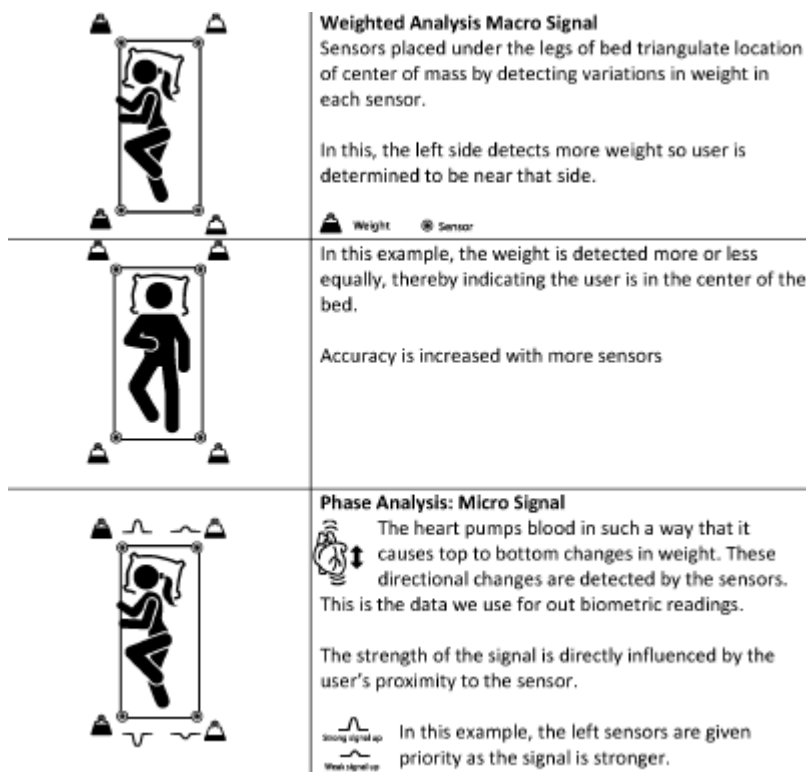 Weighted Analysis Macro Signal
Sensors placed under the legs of bed triangulate location
of center of mass by detecting variations in weight in
each sensor.
In this, the left side detects more weight so user is
determined to be near that side.
Weight Sensor
In this example, the weight is detected more or less
equally, thereby indicating the user is in the center of the
bed.
Accuracy is increased with more sensors
Phase Analysis: Micro Signal
The heart pumps blood in such a way that it
causes top to bottom changes in weight. These
directional changes are detected by the sensors.
This is the data we use for out biometric readings.
The strength of the signal is directly influenced by the
user's proximity to the sensor.
Strong signal up
In this example, the left sensors are given
Weak signal up
priority as the signal is stronger.